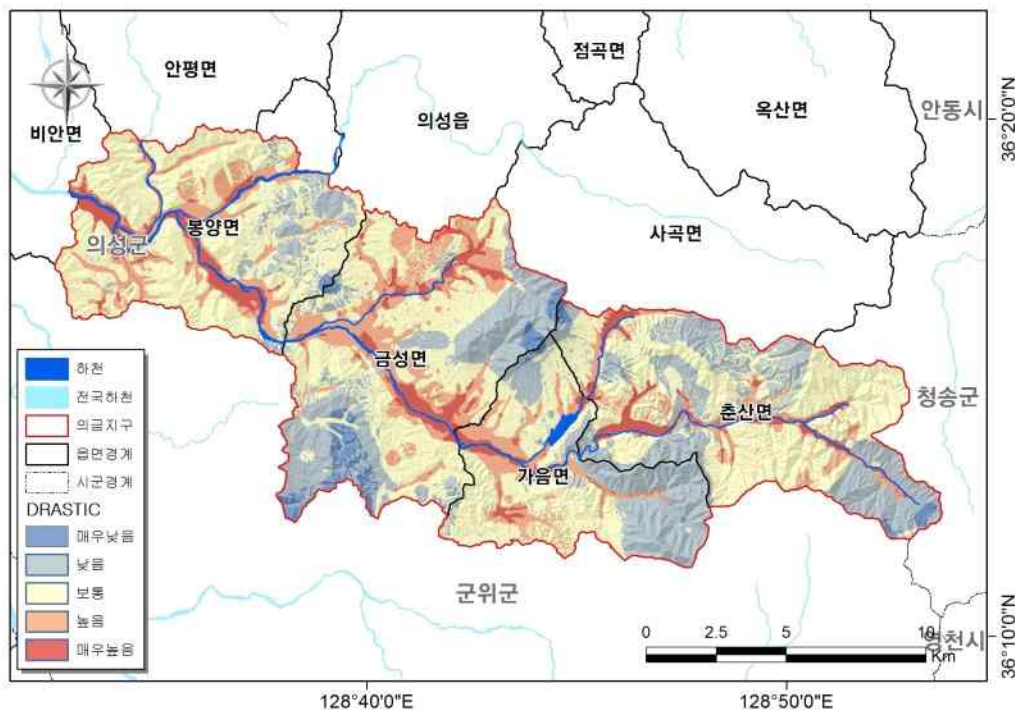 안평면
점곡면
비안면
의성읍
옥산면
안동시
36°20'0"N
봉양면
의성군
사곡면
금성면
춘산면
청송군
가음면
군위군
영천시
36°10'0"N
하천
전국하천
의금지구
읍면경계
시군경계
DRASTIC
매우낮음
낮음
보통
높음
매우높음
0 2.5 5 10
Km
128°40'0"E
128°50'0"E